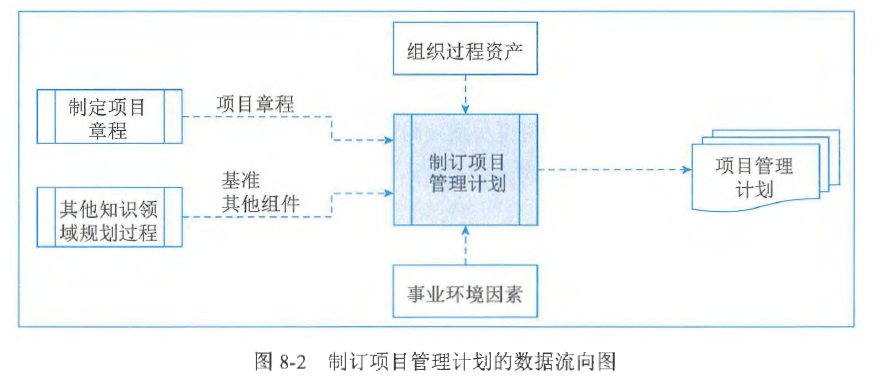 组织过程资产
制定项目
章程
项目章程
制订项目
管理计划
项目管理
计划
其他知识领
域规划过程
基准
其他组件
事业环境因素
图 8-2 制订项目管理计划的数据流向图